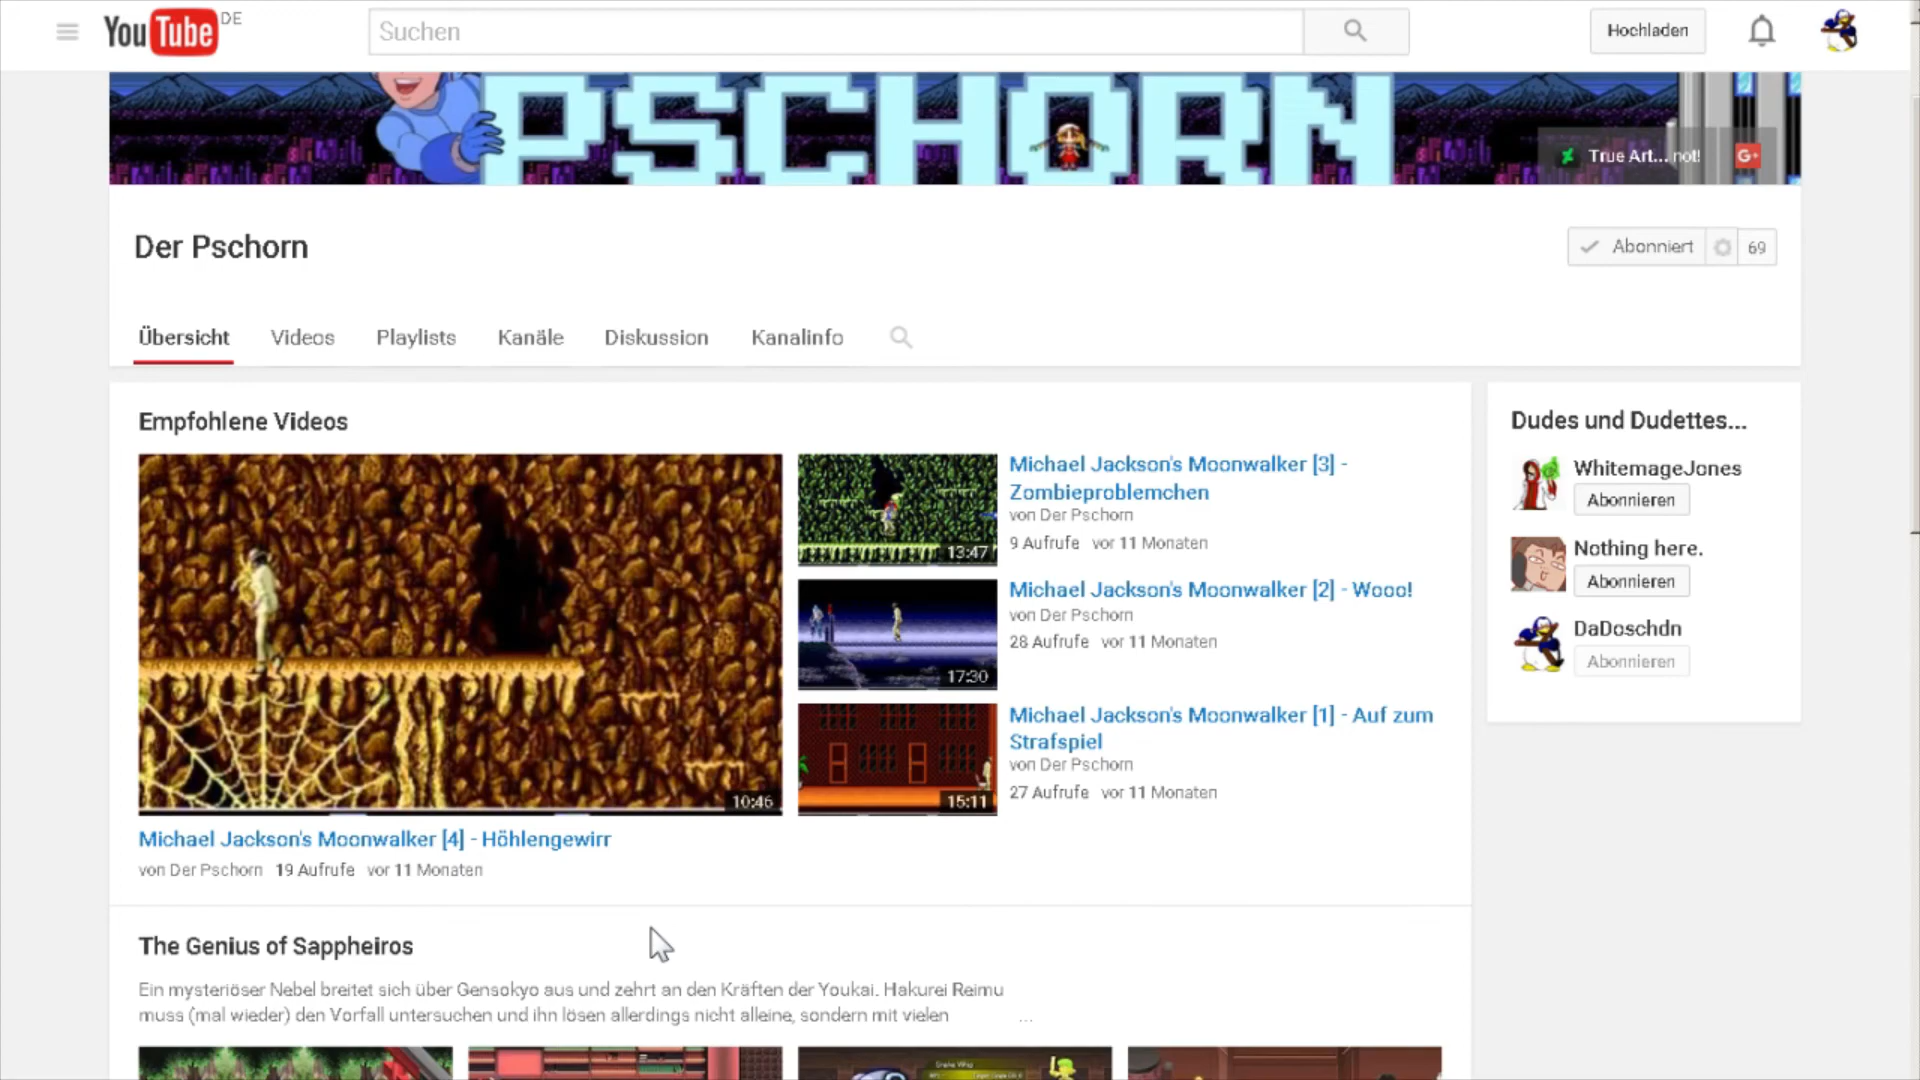 YouTube DE
Suchen
Hochladen
PSCHORN
True Art... not!
G+
Der Pschorn
Abonniert 69
Übersicht Videos Playlists Kanäle Diskussion Kanalinfo
Empfohlene Videos
10:46
Michael Jackson's Moonwalker [4] - Höhlengewirr
von Der Pschorn 19 Aufrufe vor 11 Monaten
13:47
Michael Jackson's Moonwalker [3] -
Zombieproblemchen
von Der Pschorn
9 Aufrufe vor 11 Monaten
17:30
Michael Jackson's Moonwalker [2] - Wooo!
von Der Pschorn
28 Aufrufe vor 11 Monaten
15:11
Michael Jackson's Moonwalker [1] - Auf zum
Strafspiel
von Der Pschorn
27 Aufrufe vor 11 Monaten
Dudes und Dudettes...
WhitemageJones
Abonnieren
Nothing here.
Abonnieren
DaDoschdn
Abonnieren
The Genius of Sappheiros
Ein mysteriöser Nebel breitet sich über Gensokyo aus und zehrt an den Kräften der Youkai. Hakurei Reimu
muss (mal wieder) den Vorfall untersuchen und ihn lösen allerdings nicht alleine, sondern mit vielen ...